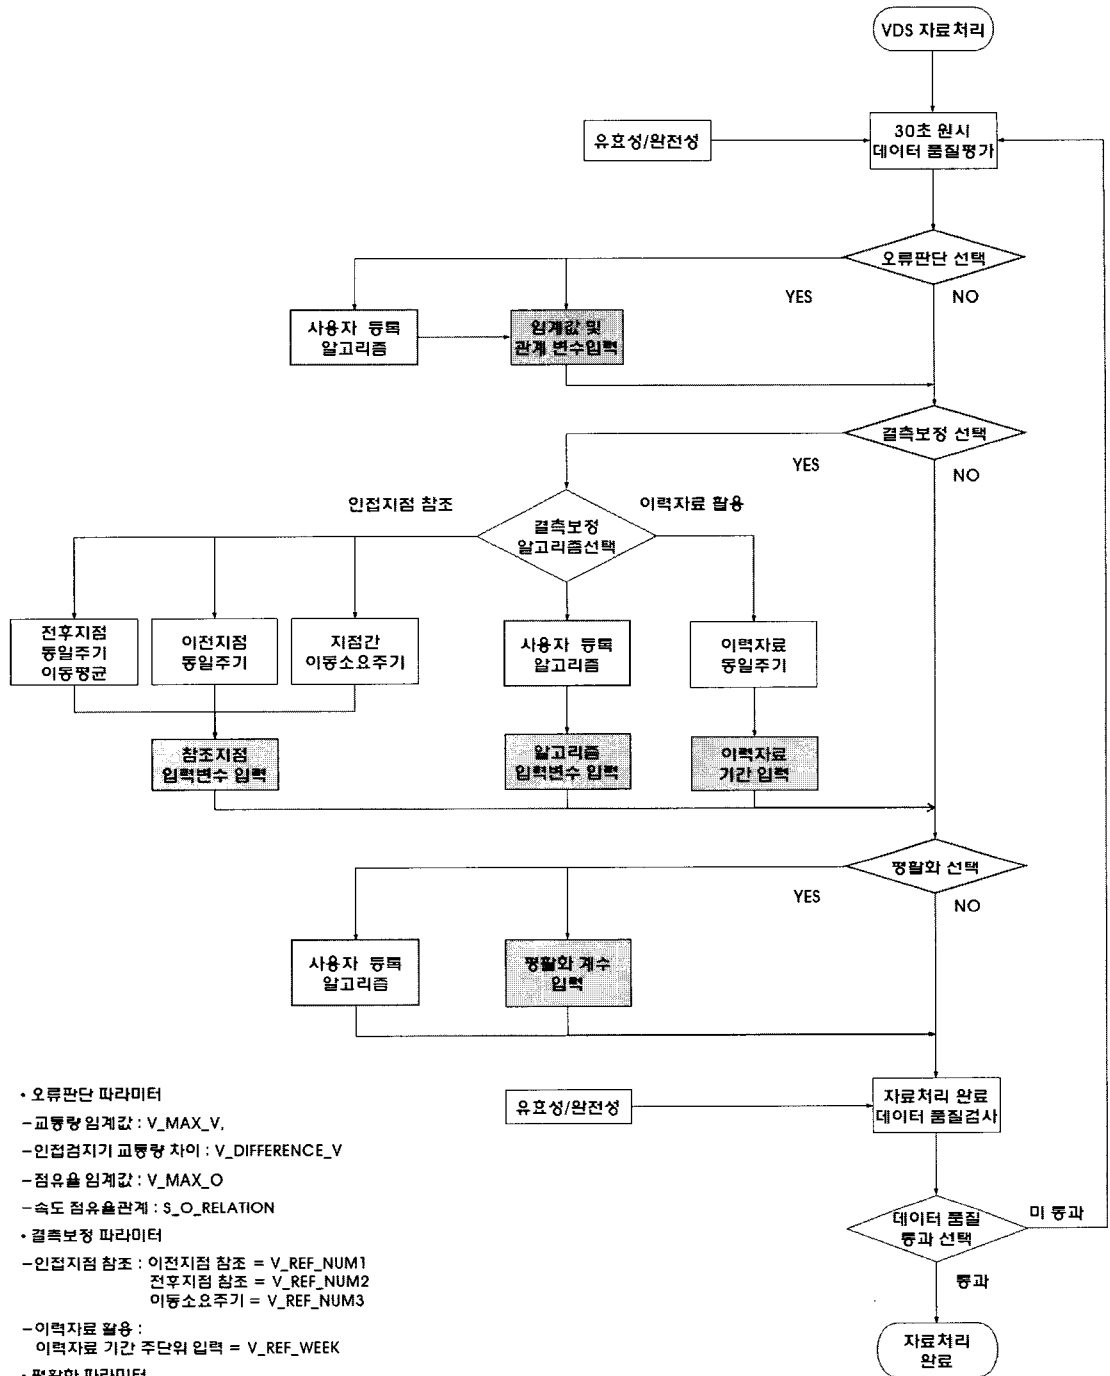 VDS 자료처리
유효성/완전성
30초 원시
데이터 품질평가
오류판단 선택
YES
NO
사용자 등록
알고리즘
임계값 및
관계 변수입력
결측보정 선택
YES
NO
인접지점 참조
이력자료 활용
결측보정
알고리즘선택
전후지점
동일주기
이동평균
이전지점
동일주기
지점간
이동소요주기
사용자 등록
알고리즘
이력자료
동일주기
참조지점
입력변수 입력
알고리즘
입력변수 입력
이력자료
기간 입력
평활화 선택
YES
NO
사용자 등록
알고리즘
평활화 계수
입력
유효성/완전성
자료처리 완료
데이터 품질검사
데이터 품질
통과 선택
미 통과
통과
자료처리
완료
• 오류판단 파라미터
-교통량 임계값 : V_MAX_V,
-인접검지기 교통량 차이 : V_DIFFERENCE_V
-점유율 임계값 : V_MAX_O
-속도 점유율관계 : S_O_RELATION
• 결측보정 파라미터
-인접지점 참조 : 이전지점 참조 = V_REF_NUM1
전후지점 참조 = V_REF_NUM2
이동소요주기 = V_REF_NUM3
-이력자료 활용 :
이력자료 기간 주단위 입력 = V_REF_WEEK
• 평활화 파라미터